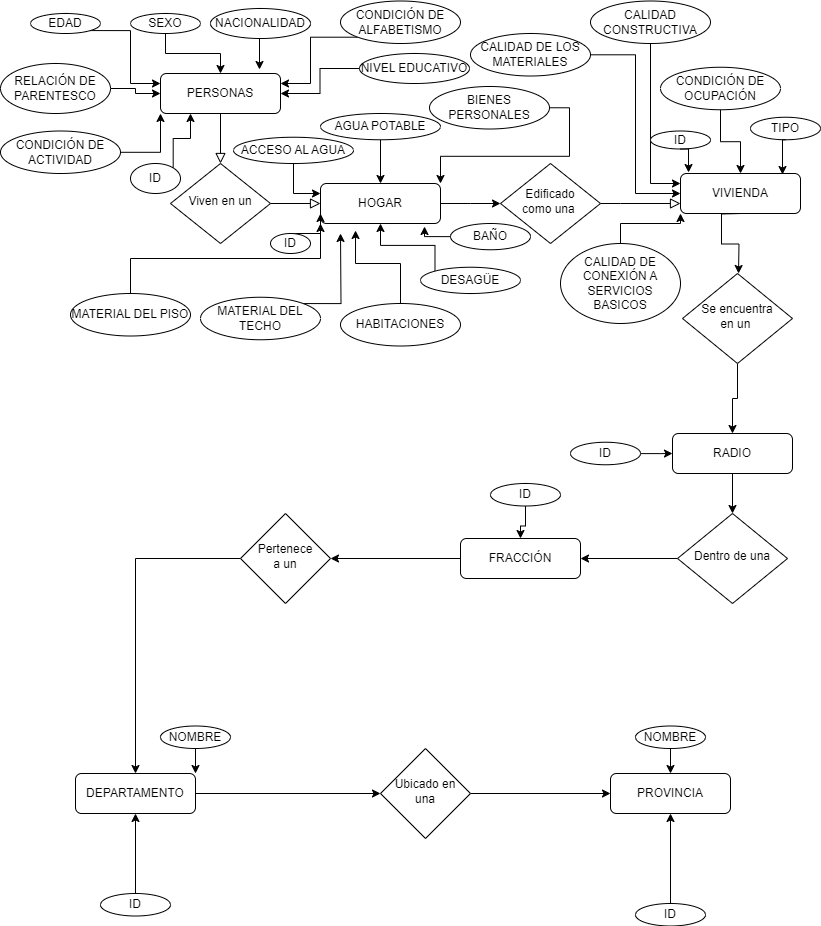 EDAD
SEXO
NACIONALIDAD
CONDICIÓN DE
ALFABETISMO
CALIDAD
CONSTRUCTIVA
RELACIÓN DE
PARENTESCO
PERSONAS
NIVEL EDUCATIVO
CALIDAD DE LOS
MATERIALES
CONDICIÓN DE
OCUPACIÓN
BIENES
PERSONALES
CONDICIÓN DE
ACTIVIDAD
ID
ACCESO AL AGUA
AGUA POTABLE
ID
TIPO
Viven en un
HOGAR
Edificado
como una
VIVIENDA
ID
BAÑO
DESAGÜE
CALIDAD DE
CONEXIÓN A
SERVICIOS
BASICOS
MATERIAL DEL PISO
MATERIAL DEL
TECHO
HABITACIONES
Se encuentra
en un
ID
RADIO
ID
Pertenece
a un
FRACCIÓN
Dentro de una
NOMBRE
NOMBRE
DEPARTAMENTO
Ubicado en
una
PROVINCIA
ID
ID